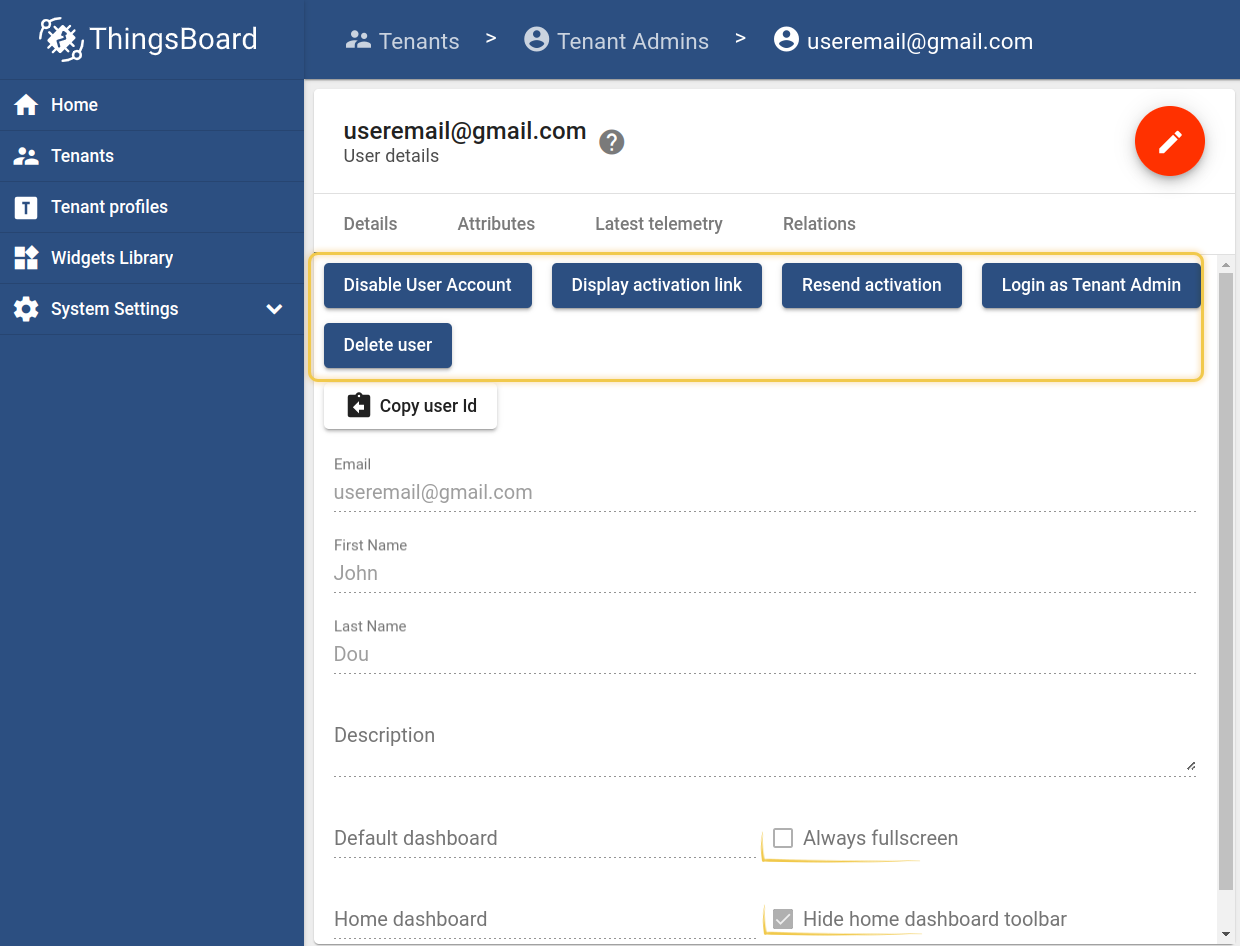 ThingsBoard
Tenants > Tenant Admins > useremail@gmail.com
Home
Tenants
T Tenant profiles
Widgets Library
System Settings
useremail@gmail.com ?
User details
Details Attributes Latest telemetry Relations
Disable User Account Display activation link Resend activation Login as Tenant Admin
Delete user
Copy user Id
Email
useremail@gmail.com
First Name
John
Last Name
Dou
Description
Default dashboard Always fullscreen
Home dashboard Hide home dashboard toolbar